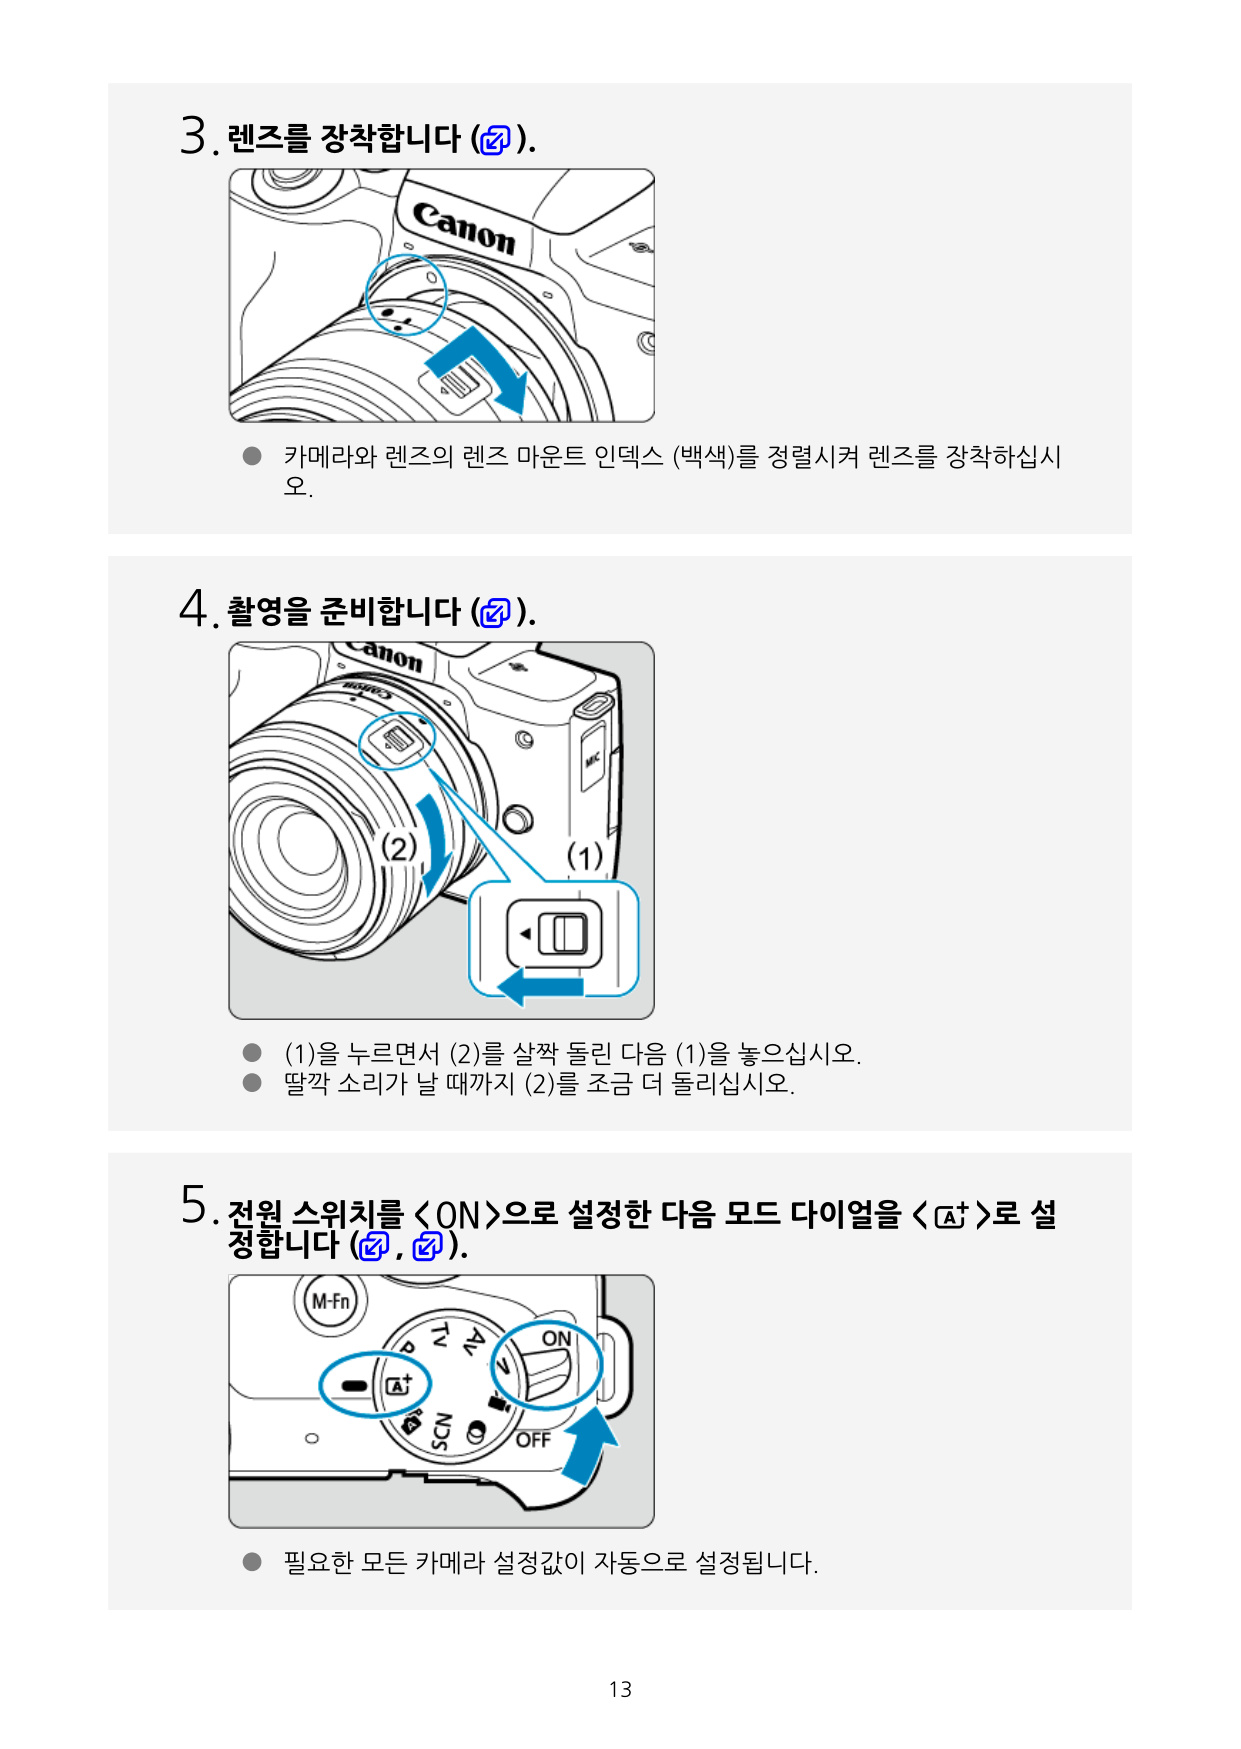 3. 렌즈를 장착합니다 ( ).
Canon
● 카메라와 렌즈의 렌즈 마운트 인덱스 (백색)를 정렬시켜 렌즈를 장착하십시
오.
4. 촬영을 준비합니다 ( ).
Canon
Canon
MIC
(2)
(1)
● (1)을 누르면서 (2)를 살짝 돌린 다음 (1)을 놓으십시오.
● 딸깍 소리가 날 때까지 (2)를 조금 더 돌리십시오.
5. 전원 스위치를 <ON>으로 설정한 다음 모드 다이얼을 <A+>로 설
정합니다 ( , ).
M-Fn
P
Tv
Av
V
ON
A+
SCN
OFF
● 필요한 모든 카메라 설정값이 자동으로 설정됩니다.
13